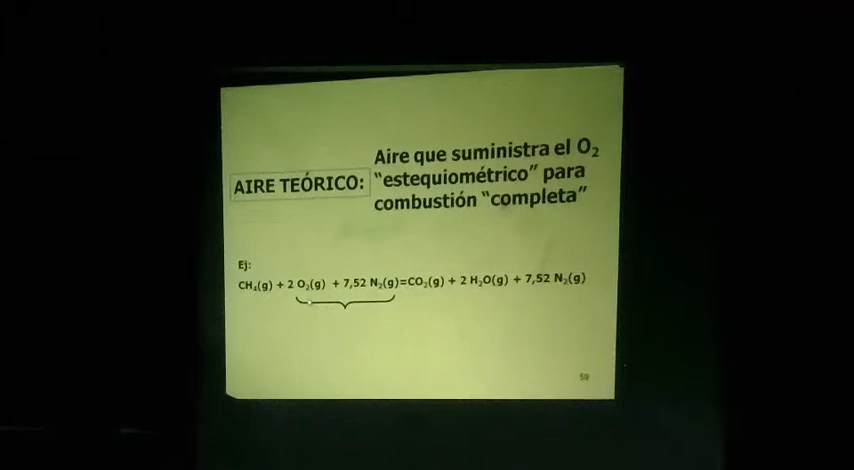 Aire que suministra el O₂
AIRE TEÓRICO: "estequiométrico" para
combustión "completa"
Ej:
CH₄(g) + 2 O₂(g) + 7,52 N₂(g)=CO₂(g) + 2 H₂O(g) + 7,52 N₂(g)
59